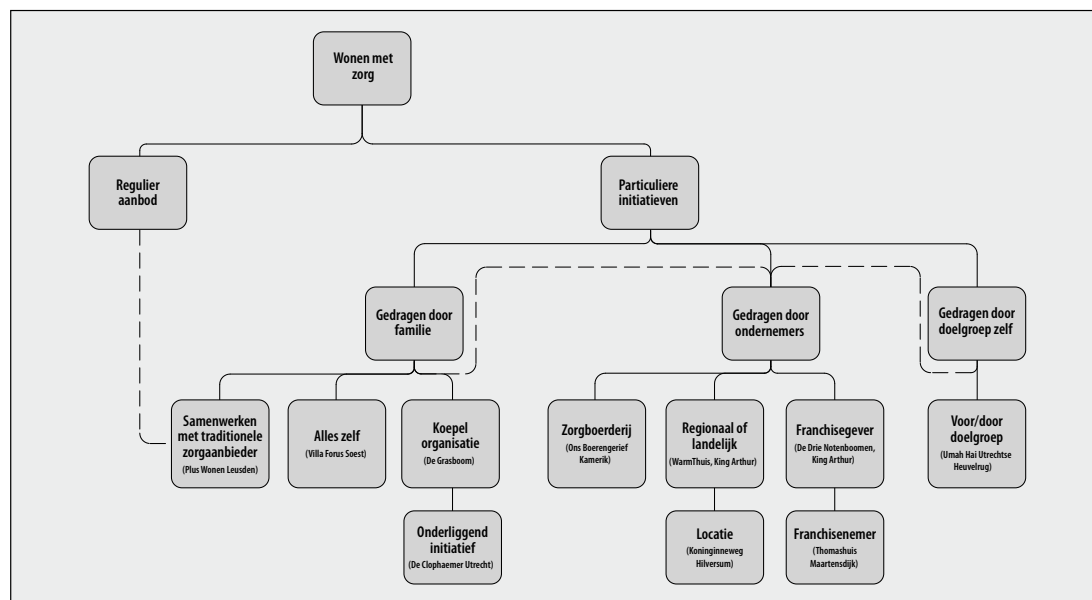 Wonen met
zorg
Regulier
aanbod
Particuliere
initiatieven
Gedragen door
familie
Gedragen door
ondernemers
Gedragen door
doelgroep zelf
Samenwerken
met traditionele
zorgaanbieder
(Plus Wonen Leusden)
Alles zelf
(Villa Forus Soest)
Koepel
organisatie
(De Grasboom)
Zorgboerderij
(Ons Boerengerief
Kamerik)
Regionaal of
landelijk
(WarmThuis, King Arthur)
Franchisegever
(De Drie Notenboomen,
King Arthur)
Voor/door
doelgroep
(Umah Hai Utrechtse
Heuvelrug)
Onderliggend
initiatief
(De Clophaemer Utrecht)
Locatie
(Koninginneweg
Hilversum)
Franchisenemer
(Thomashuis
Maartensdijk)